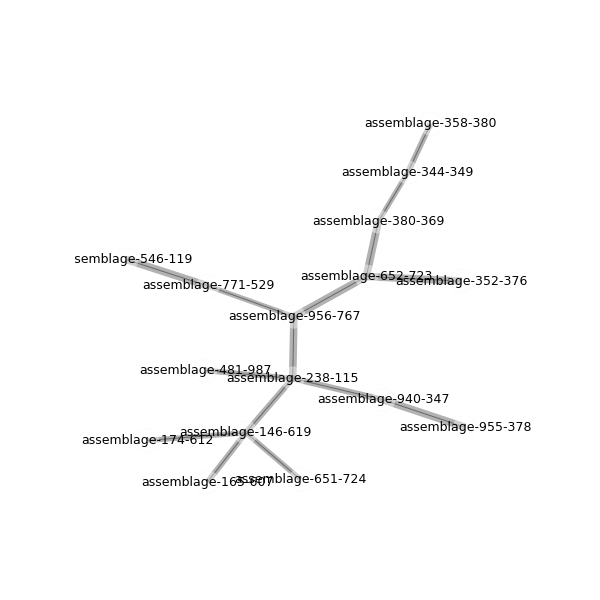 assemblage-358-380
assemblage-344-349
assemblage-380-369
semblage-546-119
assemblage-652-723
assemblage-352-376
assemblage-771-529
assemblage-956-767
assemblage-481-987
assemblage-238-115
assemblage-940-347
assemblage-955-378
assemblage-146-619
assemblage-174-612
assemblage-165-607
assemblage-651-724